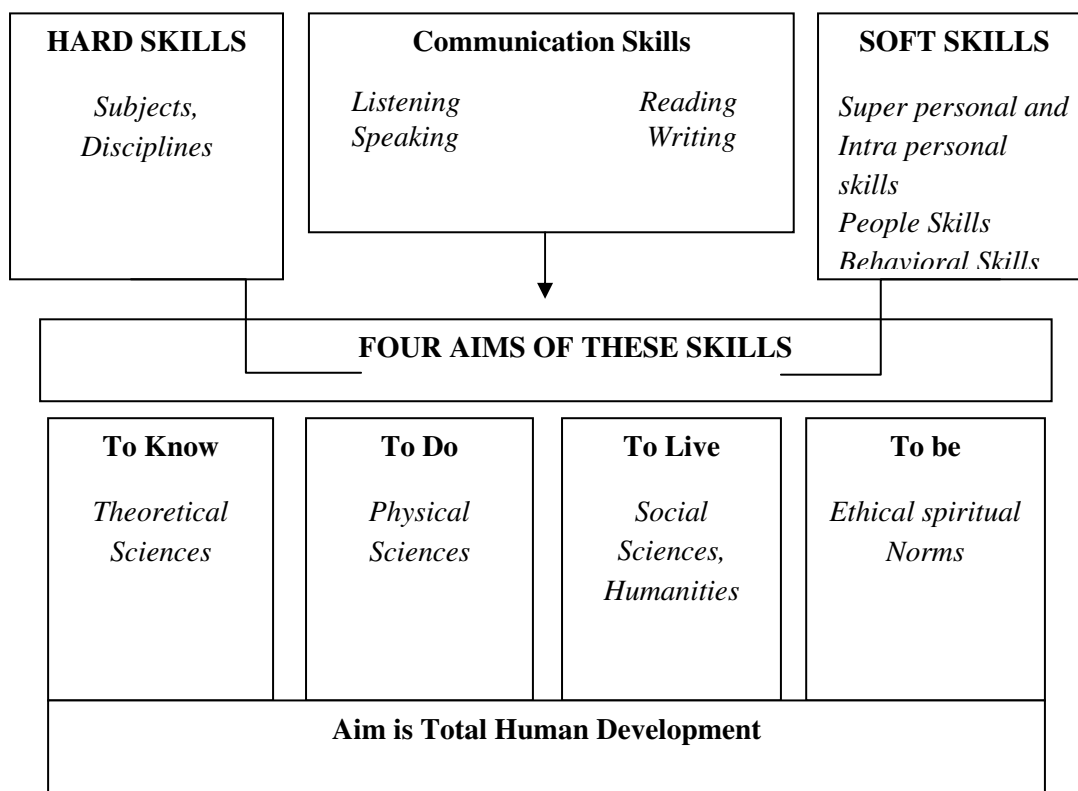 HARD SKILLS
Subjects,
Disciplines
Communication Skills
Listening Reading
Speaking Writing
SOFT SKILLS
Super personal and
Intra personal
skills
People Skills
Behavioral Skills
FOUR AIMS OF THESE SKILLS
To Know
Theoretical
Sciences
To Do
Physical
Sciences
To Live
Social
Sciences,
Humanities
To be
Ethical spiritual
Norms
Aim is Total Human Development